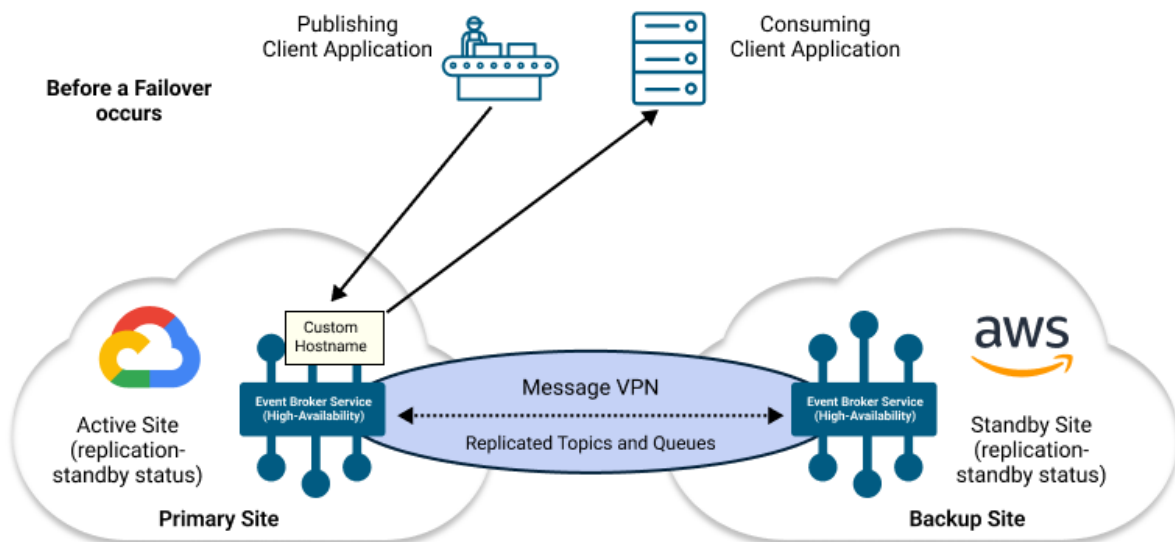 Publishing
Client Application
Consuming
Client Application
Before a Failover
occurs
Custom
Hostname
aws
Message VPN
Event Broker Service
(High-Availability)
Event Broker Service
(High-Availability)
Replicated Topics and Queues
Active Site
(replication-
standby status)
Standby Site
(replication-
standby status)
Primary Site
Backup Site